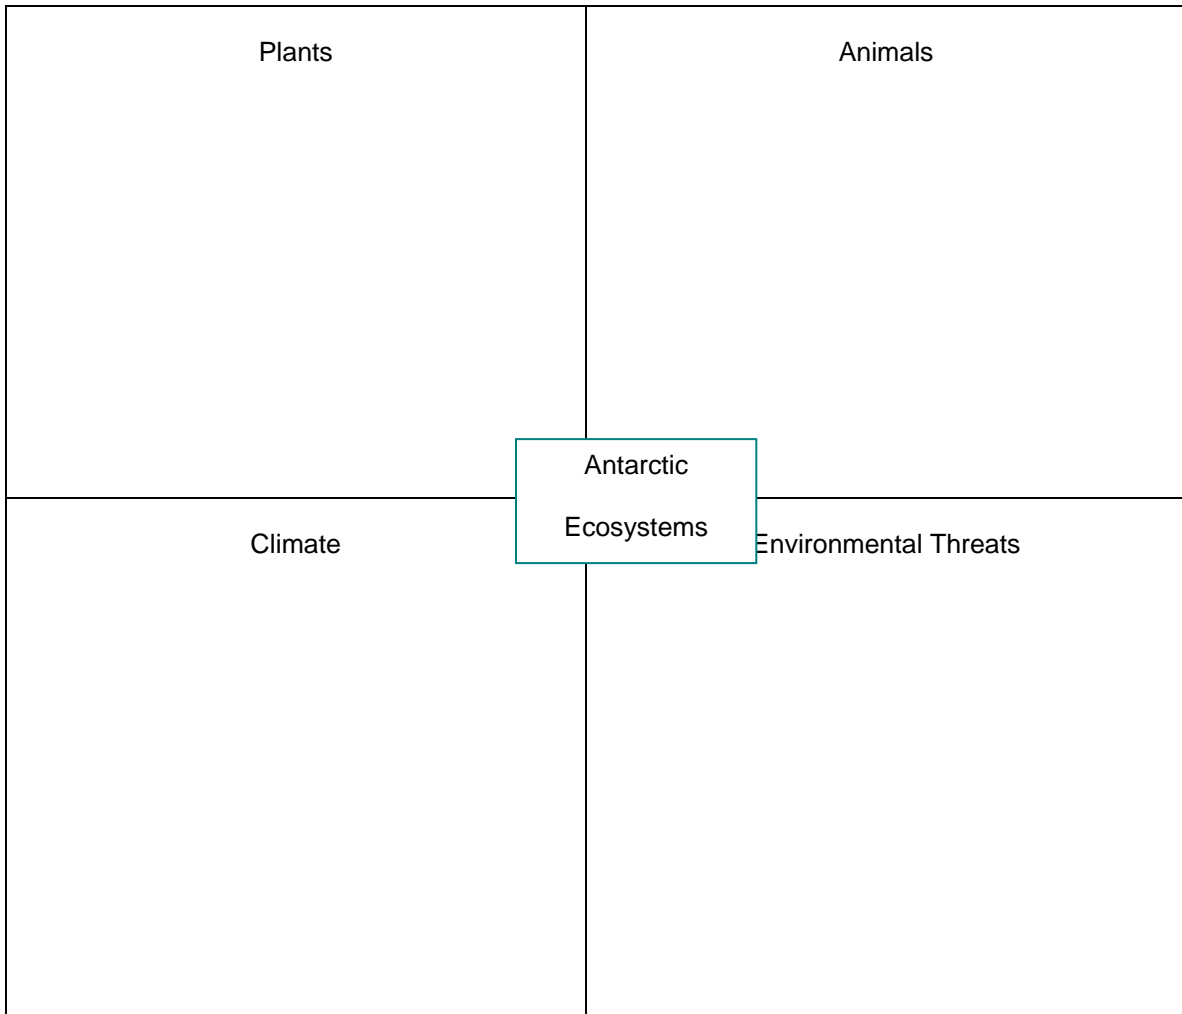 Plants
Animals
Antarctic
Ecosystems
Climate
Environmental Threats